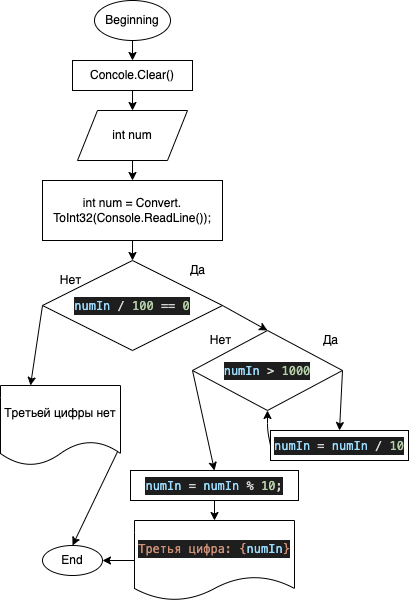 Beginning
Concole.Clear()
int num
int num = Convert.
ToInt32(Console.ReadLine());
Нет
Да
numIn / 100 == 0
Нет
Да
numIn > 1000
Третьей цифры нет
numIn = numIn / 10
numIn = numIn % 10;
Третья цифра: {numIn}
End